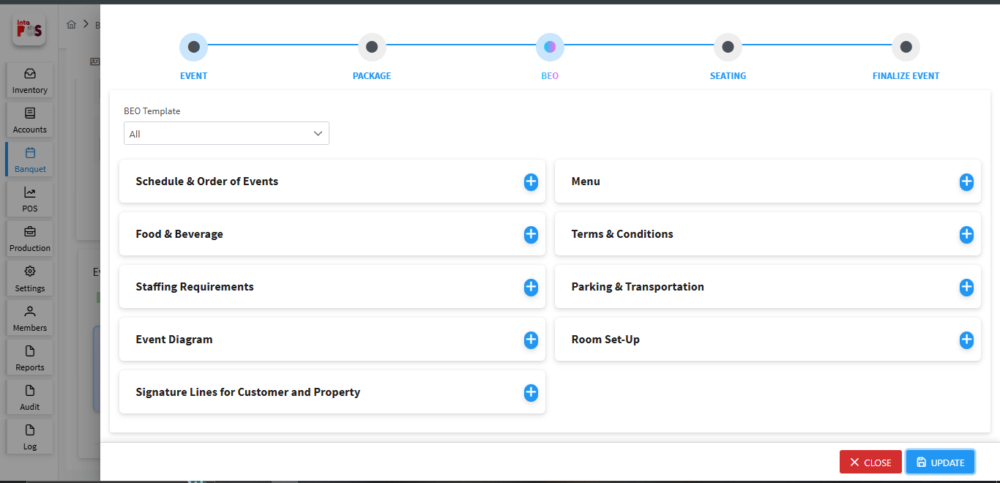 Into
POS
B
EVENT
PACKAGE
BEO
SEATING
FINALIZE EVENT
Inventory
Accounts
Banquet
POS
Production
Settings
Members
Reports
Audit
Log
BEO Template
All
Schedule & Order of Events
Menu
Food & Beverage
Terms & Conditions
Staffing Requirements
Parking & Transportation
Event Diagram
Room Set-Up
Signature Lines for Customer and Property
CLOSE
UPDATE